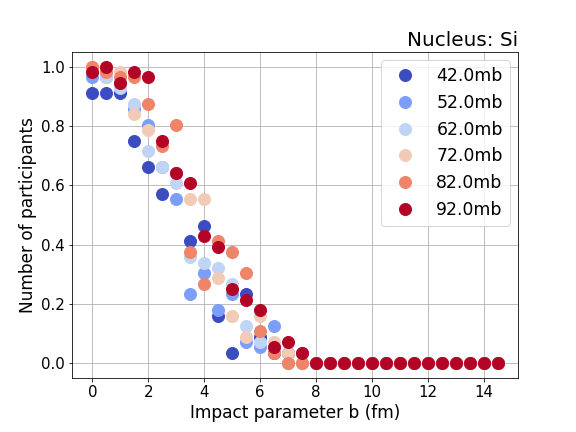 Nucleus: Si
1.0
0.8
0.6
0.4
0.2
0.0
Number of participants
42.0mb
52.0mb
62.0mb
72.0mb
82.0mb
92.0mb
0 2 4 6 8 10 12 14
Impact parameter b (fm)